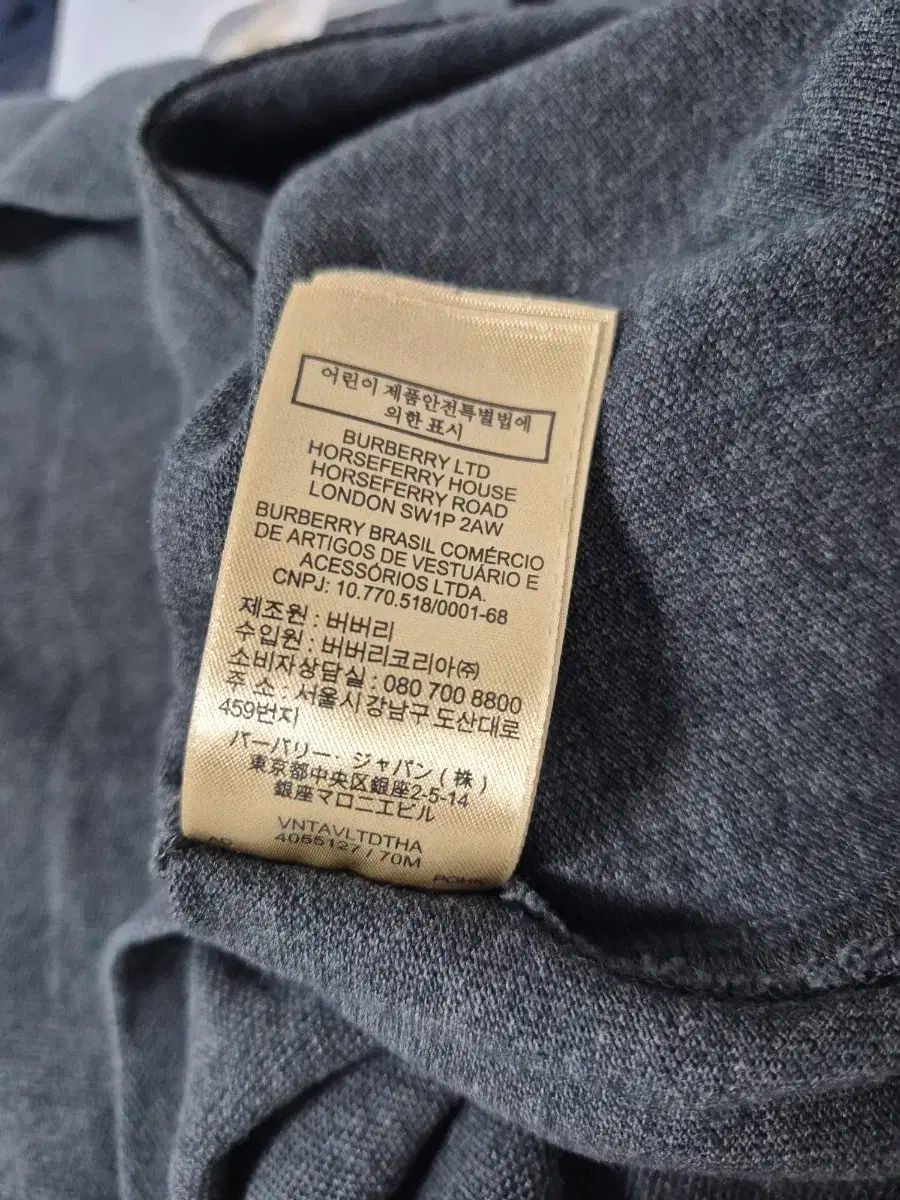 어린이 제품안전특별법에
의한 표시
BURBERRY LTD
HORSEFERRY HOUSE
HORSEFERRY ROAD
LONDON SW1P 2AW
BURBERRY BRASIL COMÉRCIO
DE ARTIGOS DE VESTUÁRIO E
ACESSÓRIOS LTDA.
CNPJ: 10.770.518/0001-68
제조원 : 버버리
수입원 : 버버리코리아㈜
소비자상담실 : 080 700 8800
주 소 : 서울시 강남구 도산대로
459번지
バーバリー・ジャパン(株)
東京都中央区銀座2-5-14
銀座マロニエビル
VNTAVLTDTHA
4055127 / 70M